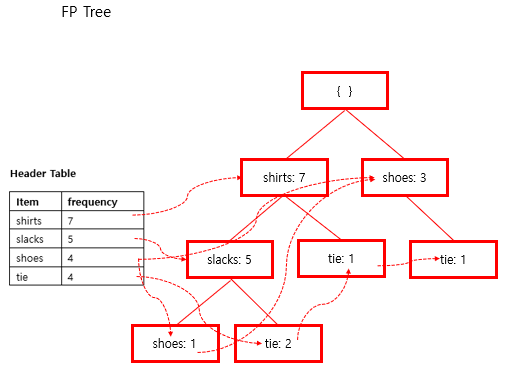 FP Tree
{ }
Header Table
shirts: 7
shoes: 3
Item frequency
shirts 7
slacks 5
shoes 4
tie 4
slacks: 5
tie: 1
tie: 1
shoes: 1
tie: 2